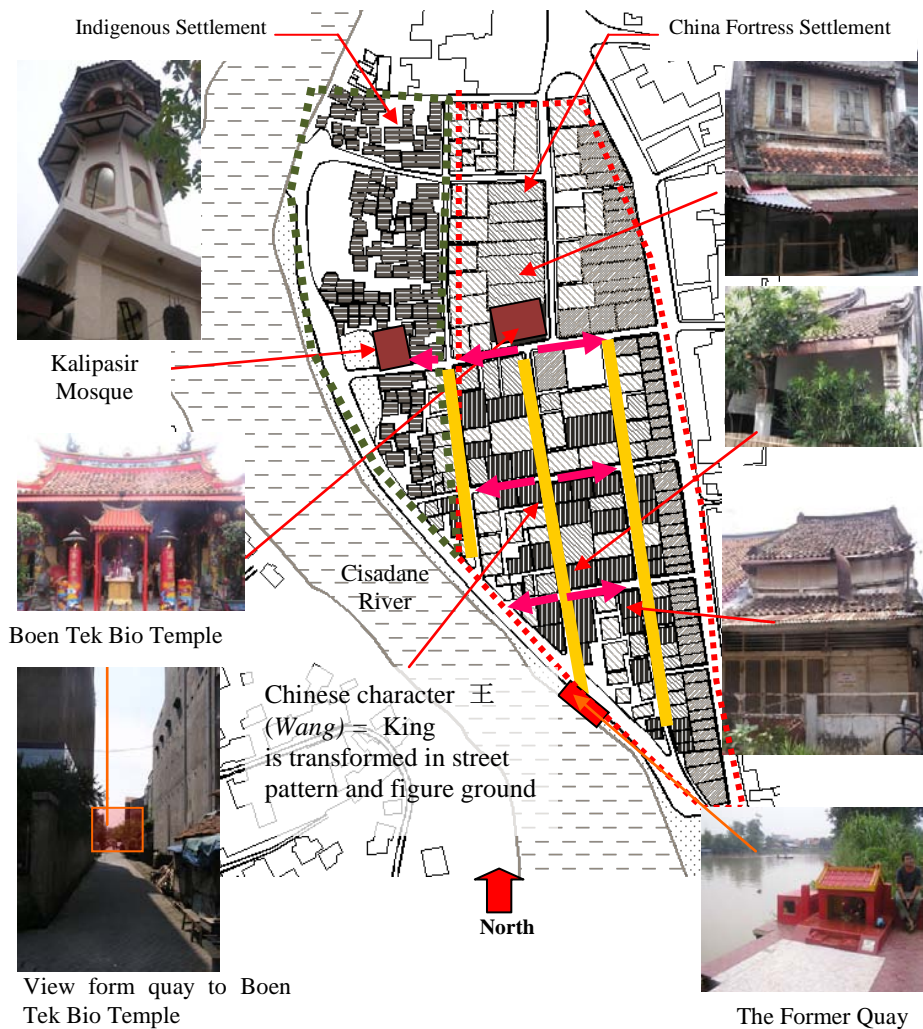 Indigenous Settlement
China Fortress Settlement
Kalipasir
Mosque
Boen Tek Bio Temple
Cisadane
River
Chinese character 王
(Wang) = King
is transformed in street
pattern and figure ground
North
View form quay to Boen
Tek Bio Temple
The Former Quay